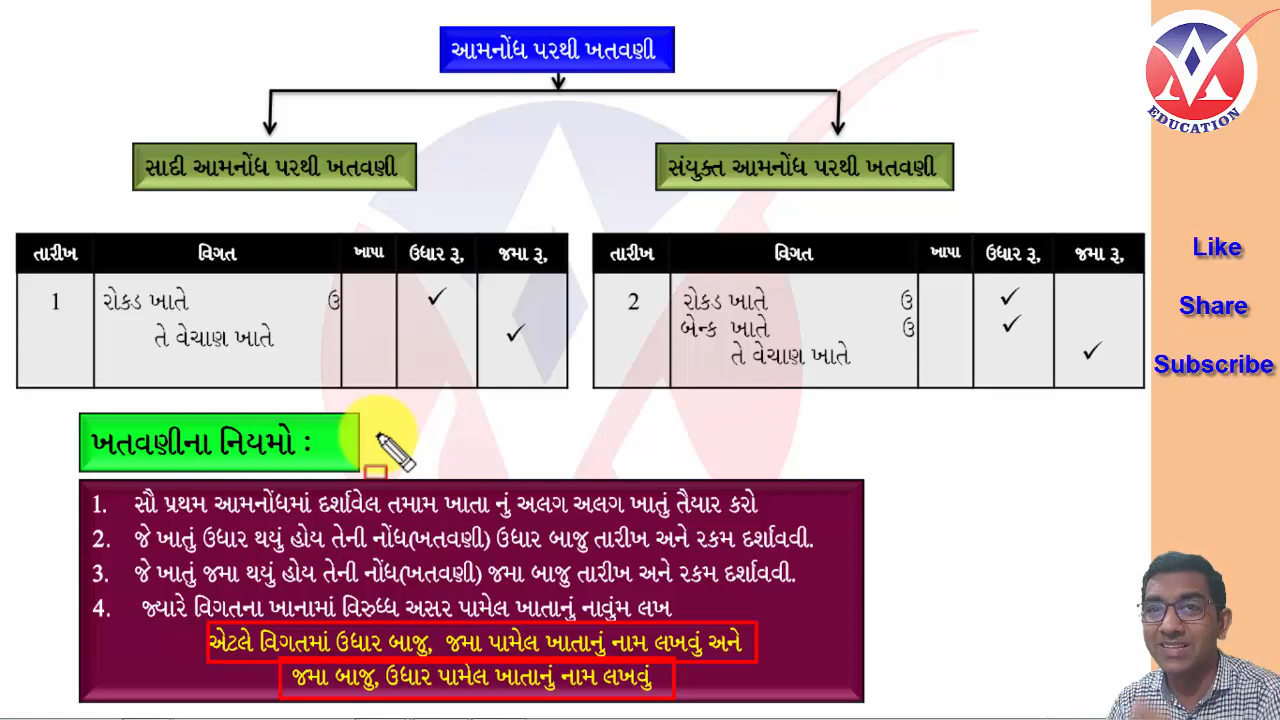 આમનોંધ પરથી ખતવણી
સાદી આમનોંધ પરથી ખતવણી
સંયુક્ત આમનોંધ પરથી ખતવણી
તારીખ વિગત ખાપા ઉધાર રૂ, જમા રૂ,
1 રોકડ ખાતે ઉ ✓
તે વેચાણ ખાતે ✓
તારીખ વિગત ખાપા ઉધાર રૂ, જમા રૂ,
2 રોકડ ખાતે ઉ ✓
બેન્ક ખાતે ઉ ✓
તે વેચાણ ખાતે ✓
ખતવણીના નિયમો :
1. સૌ પ્રથમ આમનોંધમાં દર્શાવેલ તમામ ખાતા નું અલગ અલગ ખાતું તૈયાર કરો
2. જે ખાતું ઉધાર થયું હોય તેની નોંધ(ખતવણી) ઉધાર બાજુ તારીખ અને રકમ દર્શાવવી.
3. જે ખાતું જમા થયું હોય તેની નોંધ(ખતવણી) જમા બાજુ તારીખ અને રકમ દર્શાવવી.
4. જ્યારે વિગતના ખાનામાં વિરુધ્ધ અસર પામેલ ખાતાનું નાવુંમ લખ
એટલે વિગતમાં ઉધાર બાજુ, જમા પામેલ ખાતાનું નામ લખવું અને
જમા બાજુ, ઉધાર પામેલ ખાતાનું નામ લખવું
EDUCATION
Like
Share
Subscribe